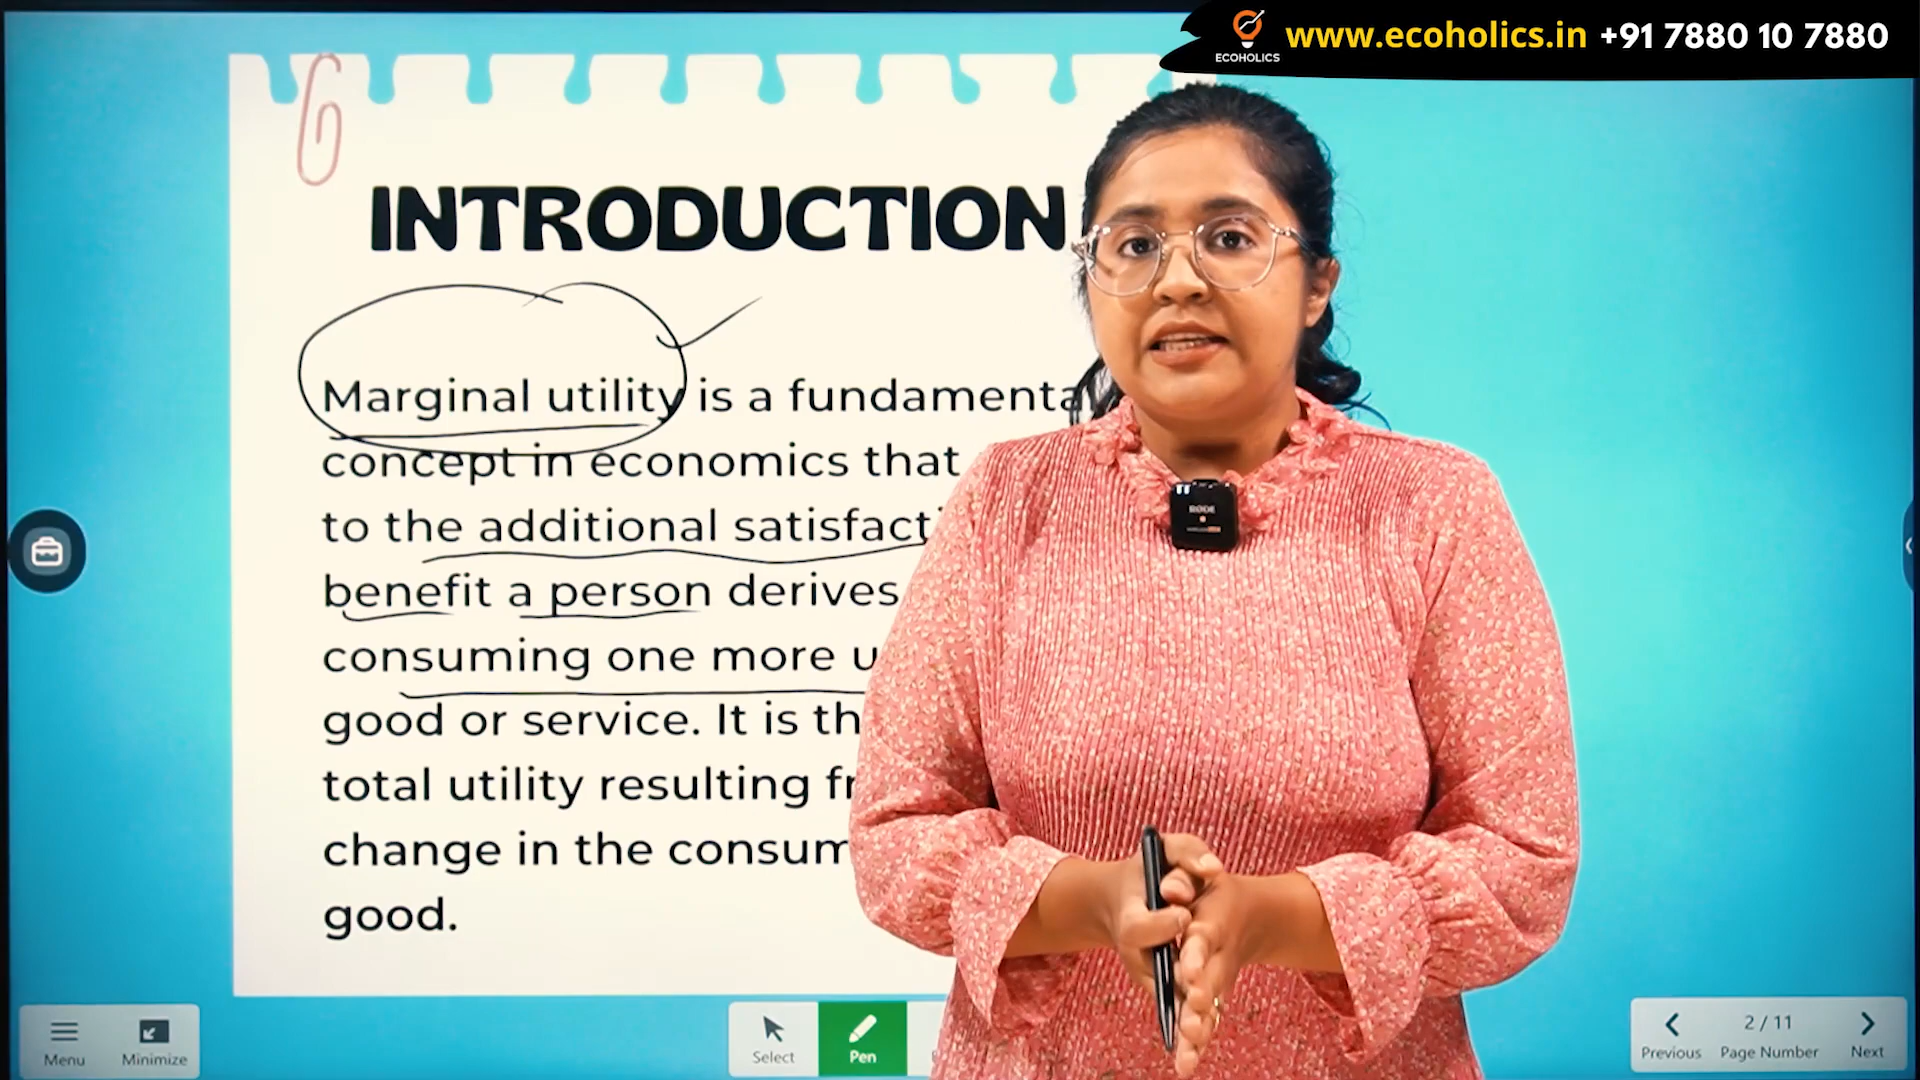 ECOHOLICS
www.ecoholics.in +91 7880 10 7880
INTRODUCTION
Marginal utility is a fundamenta
concept in economics that
to the additional satisfact
benefit a person derives
consuming one more u
good or service. It is th
total utility resulting fr
change in the consum
good.
RODE
Menu
Minimize
Select
Pen
2 / 11
Previous
Page Number
Next